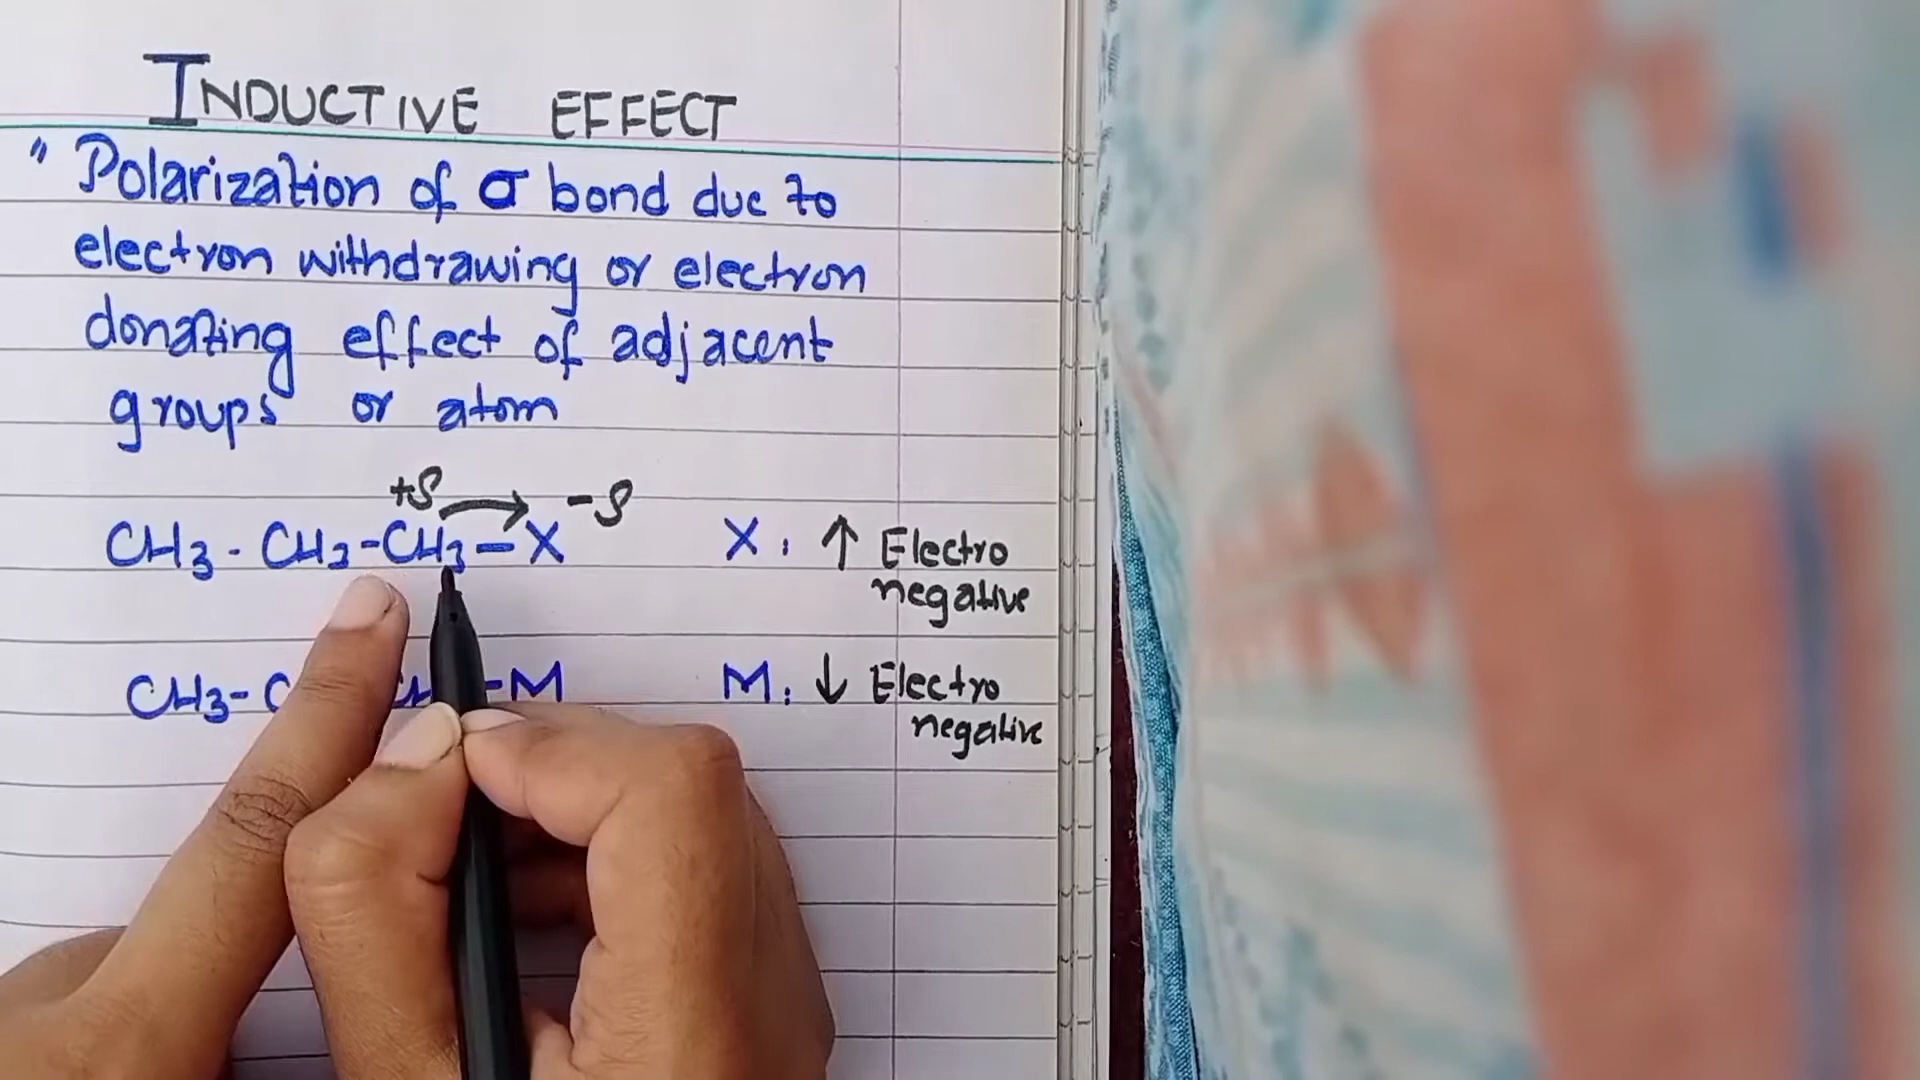 INDUCTIVE EFFECT
" Polarization of σ bond due to
electron withdrawing or electron
donating effect of adjacent
groups or atom
+δ → -δ
CH3 - CH2 - CH3 - X X : ↑ Electro
negative
CH3 - C CH - M M : ↓ Electro
negative